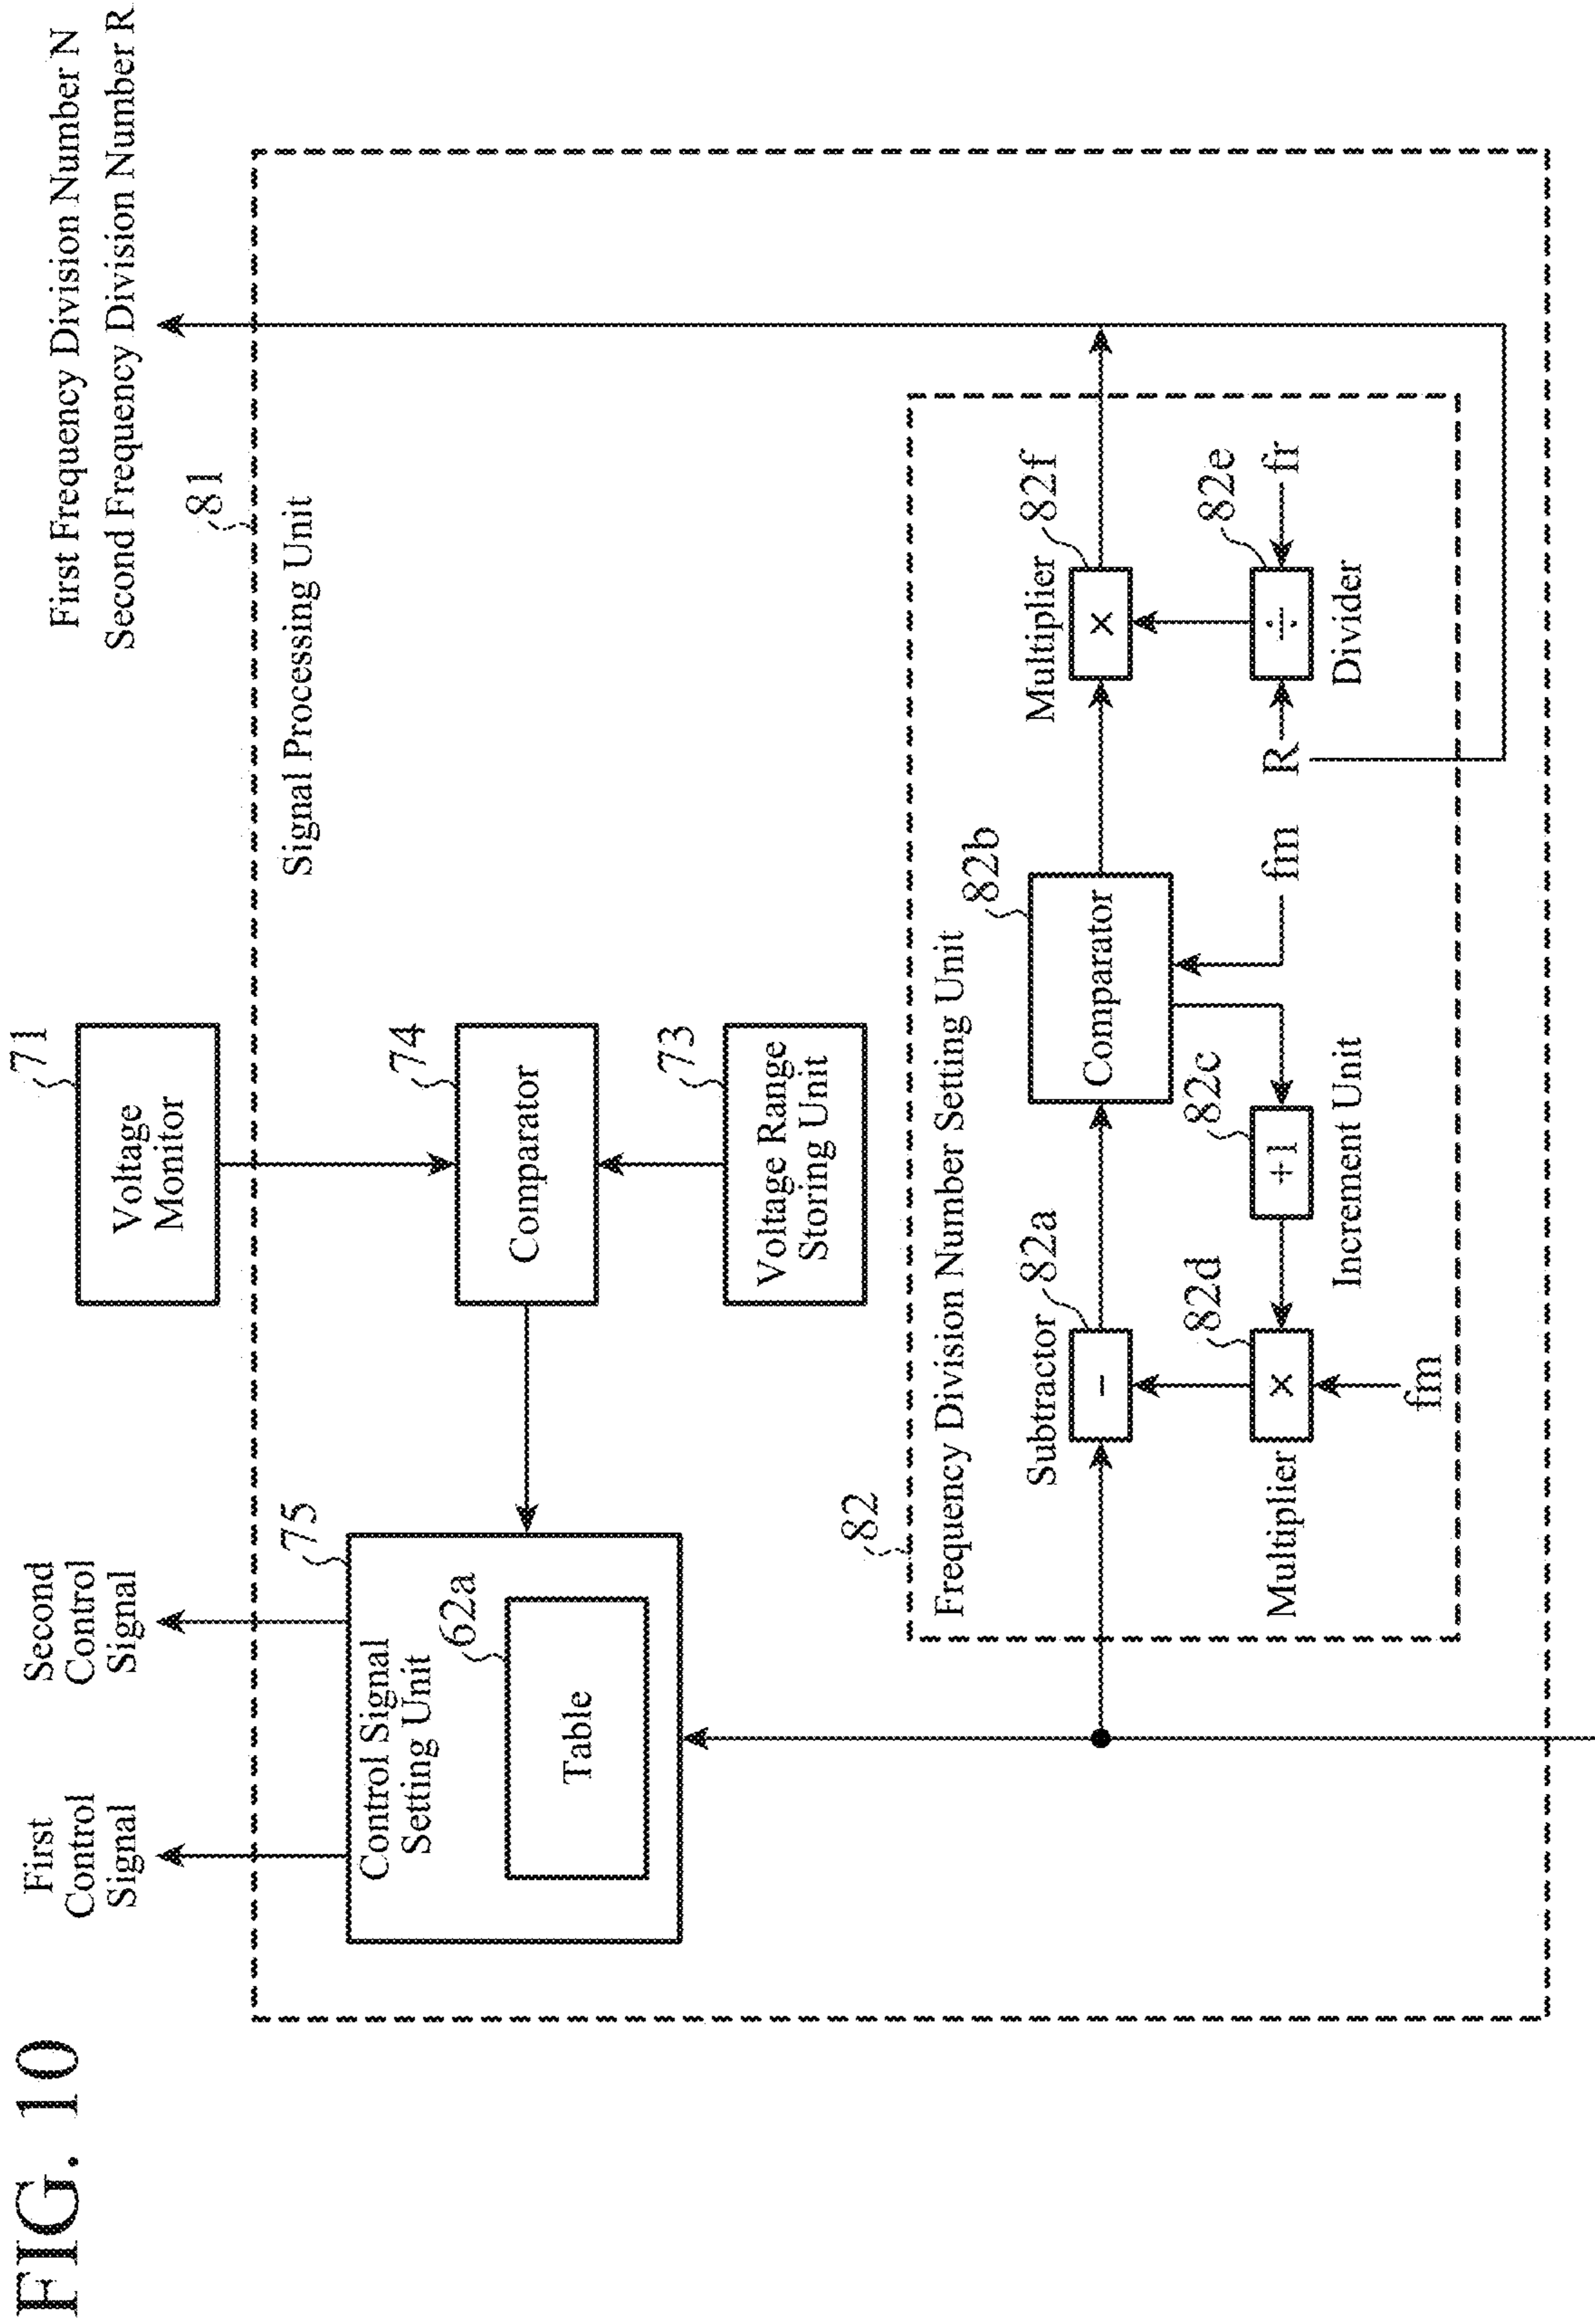 FIG. 10
First
Control
Signal
Second
Control
Signal
First Frequency Division Number N
Second Frequency Division Number R
71
Voltage
Monitor
81
Signal Processing Unit
75
Control Signal
Setting Unit
62a
Table
74
Comparator
73
Voltage Range
Storing Unit
82
Frequency Division Number Setting Unit
Subtractor
82a
−
82b
Comparator
Multiplier
82f
×
82d
×
Multiplier
fm
82c
+1
Increment Unit
fm
R
82e
÷
Divider
fr